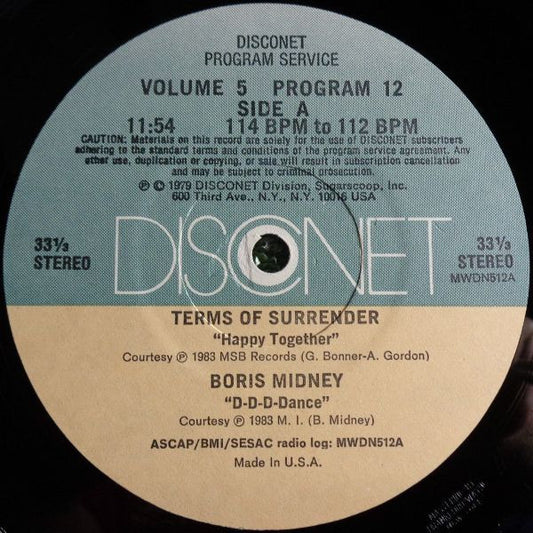 DISCONET
PROGRAM SERVICE
VOLUME 5 PROGRAM 12
SIDE A
11:54 114 BPM to 112 BPM
CAUTION: Materials on this record are solely for the use of DISCONET subscribers
adhering to the standard terms and conditions of the program service agreement. Any
other use, duplication or copying, or sale will result in subscription cancellation
and may be subject to criminal prosecution.
℗ © 1979 DISCONET Division, Sugarscoop, Inc.
600 Third Ave., N.Y., N.Y. 10016 USA
33⅓ STEREO
DISCONET
33⅓ STEREO
MWDN512A
TERMS OF SURRENDER
"Happy Together"
Courtesy ℗ 1983 MSB Records (G. Bonner-A. Gordon)
BORIS MIDNEY
"D-D-D-Dance"
Courtesy ℗ 1983 M. I. (B. Midney)
ASCAP/BMI/SESAC radio log: MWDN512A
Made in U.S.A.